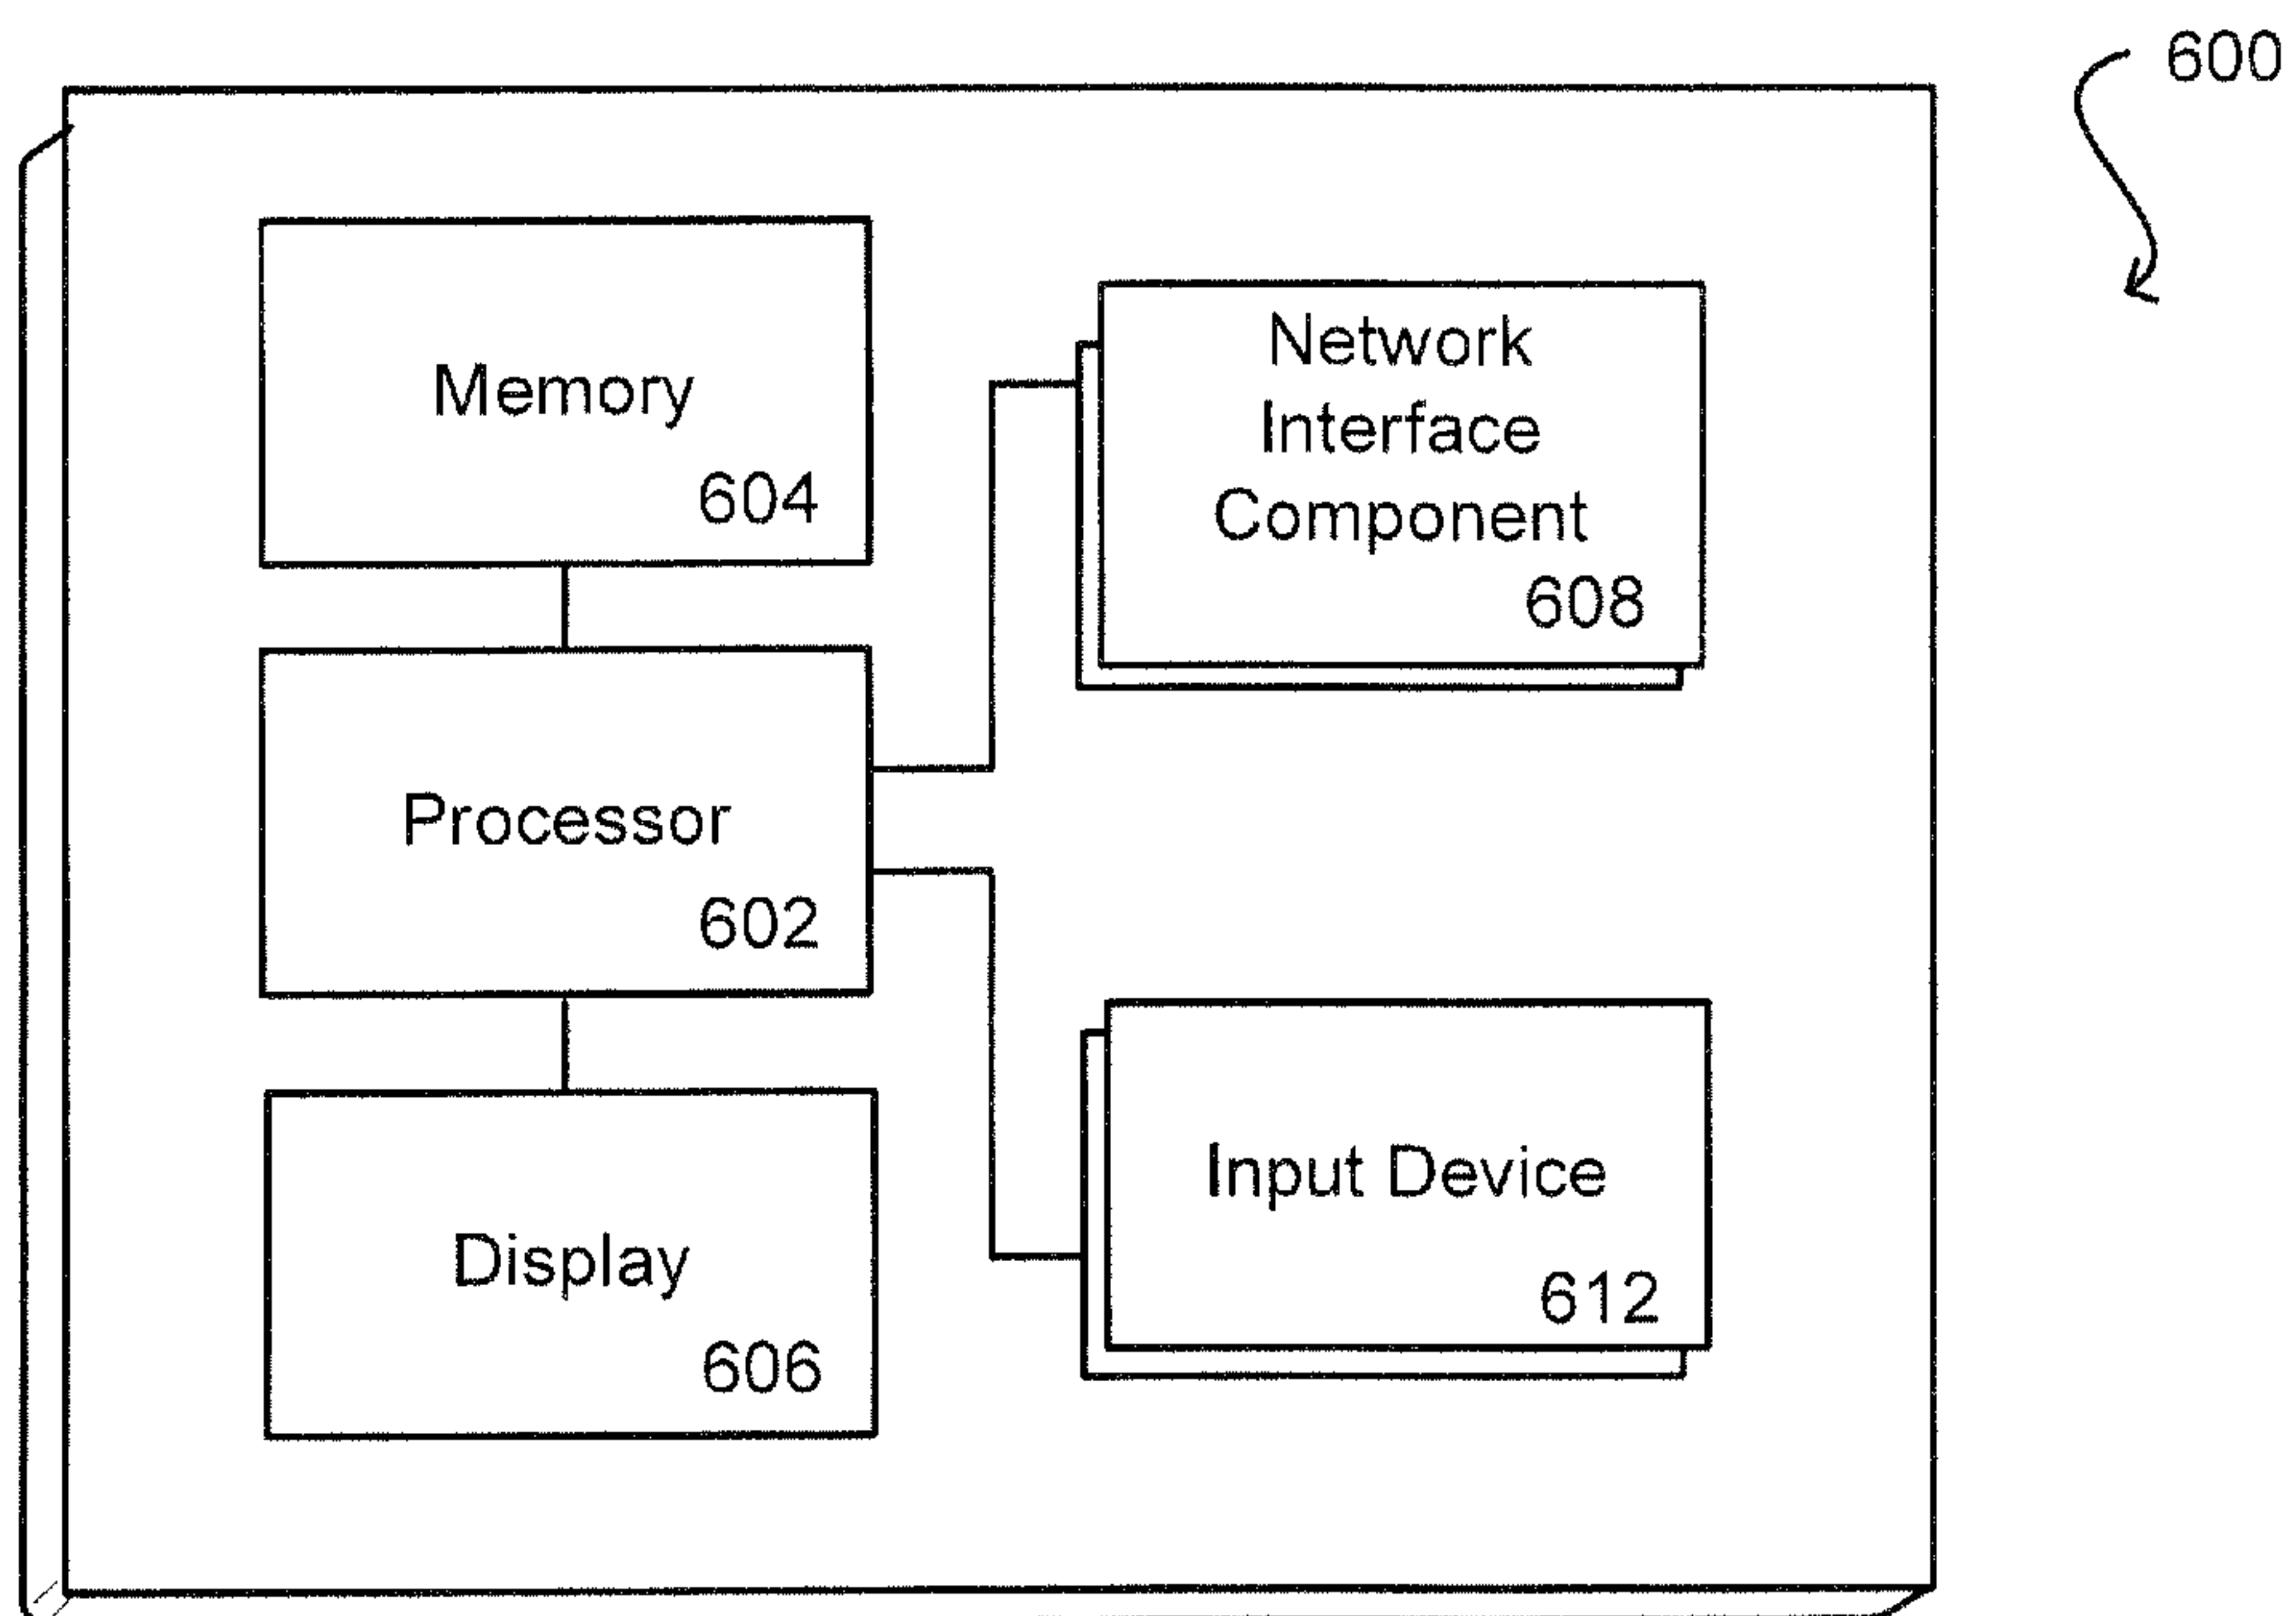 600
Memory
604
Network
Interface
Component
608
Processor
602
Input Device
612
Display
606